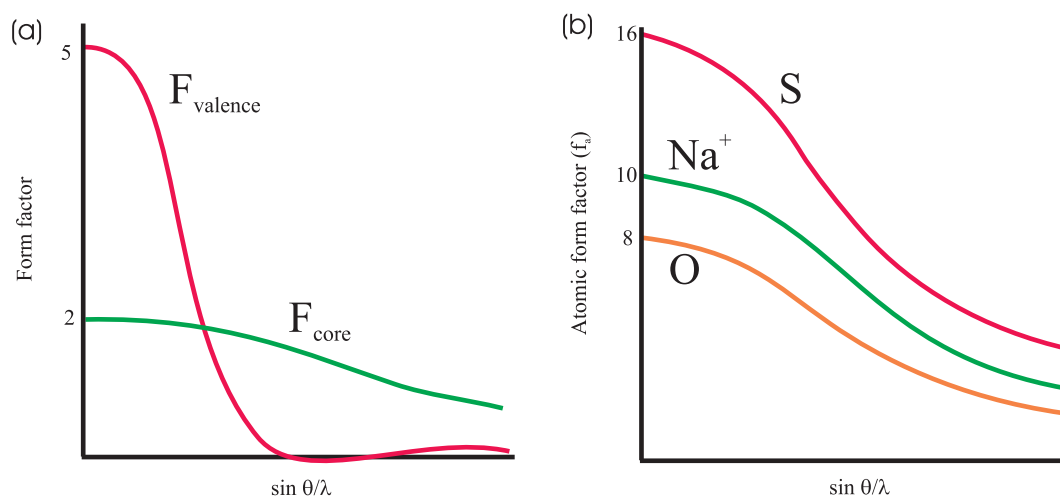 (a)
5
F valence
Form factor
2
F core
sin θ/λ
(b)
16
S
Na⁺
10
Atomic form factor (fₐ)
8
O
sin θ/λ